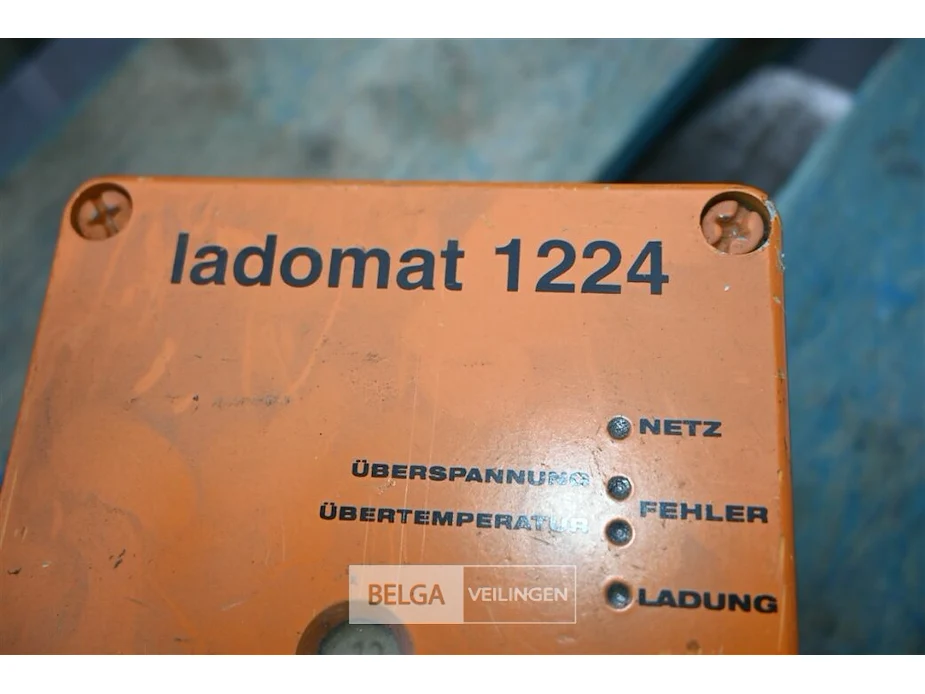 ladomat 1224
NETZ
ÜBERSPANNUNG
FEHLER
ÜBERTEMPERATUR
LADUNG
BELGA VEILINGEN